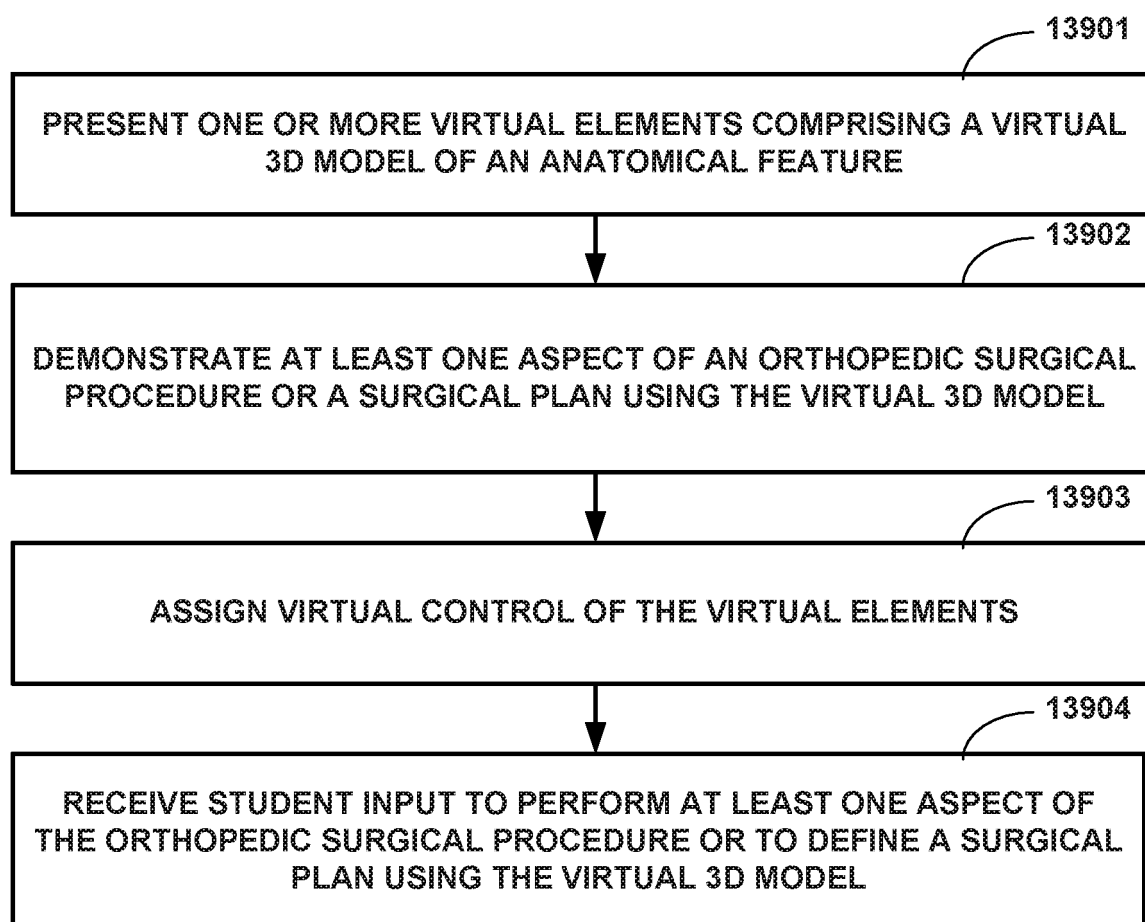 13901
PRESENT ONE OR MORE VIRTUAL ELEMENTS COMPRISING A VIRTUAL
3D MODEL OF AN ANATOMICAL FEATURE
13902
DEMONSTRATE AT LEAST ONE ASPECT OF AN ORTHOPEDIC SURGICAL
PROCEDURE OR A SURGICAL PLAN USING THE VIRTUAL 3D MODEL
13903
ASSIGN VIRTUAL CONTROL OF THE VIRTUAL ELEMENTS
13904
RECEIVE STUDENT INPUT TO PERFORM AT LEAST ONE ASPECT OF
THE ORTHOPEDIC SURGICAL PROCEDURE OR TO DEFINE A SURGICAL
PLAN USING THE VIRTUAL 3D MODEL